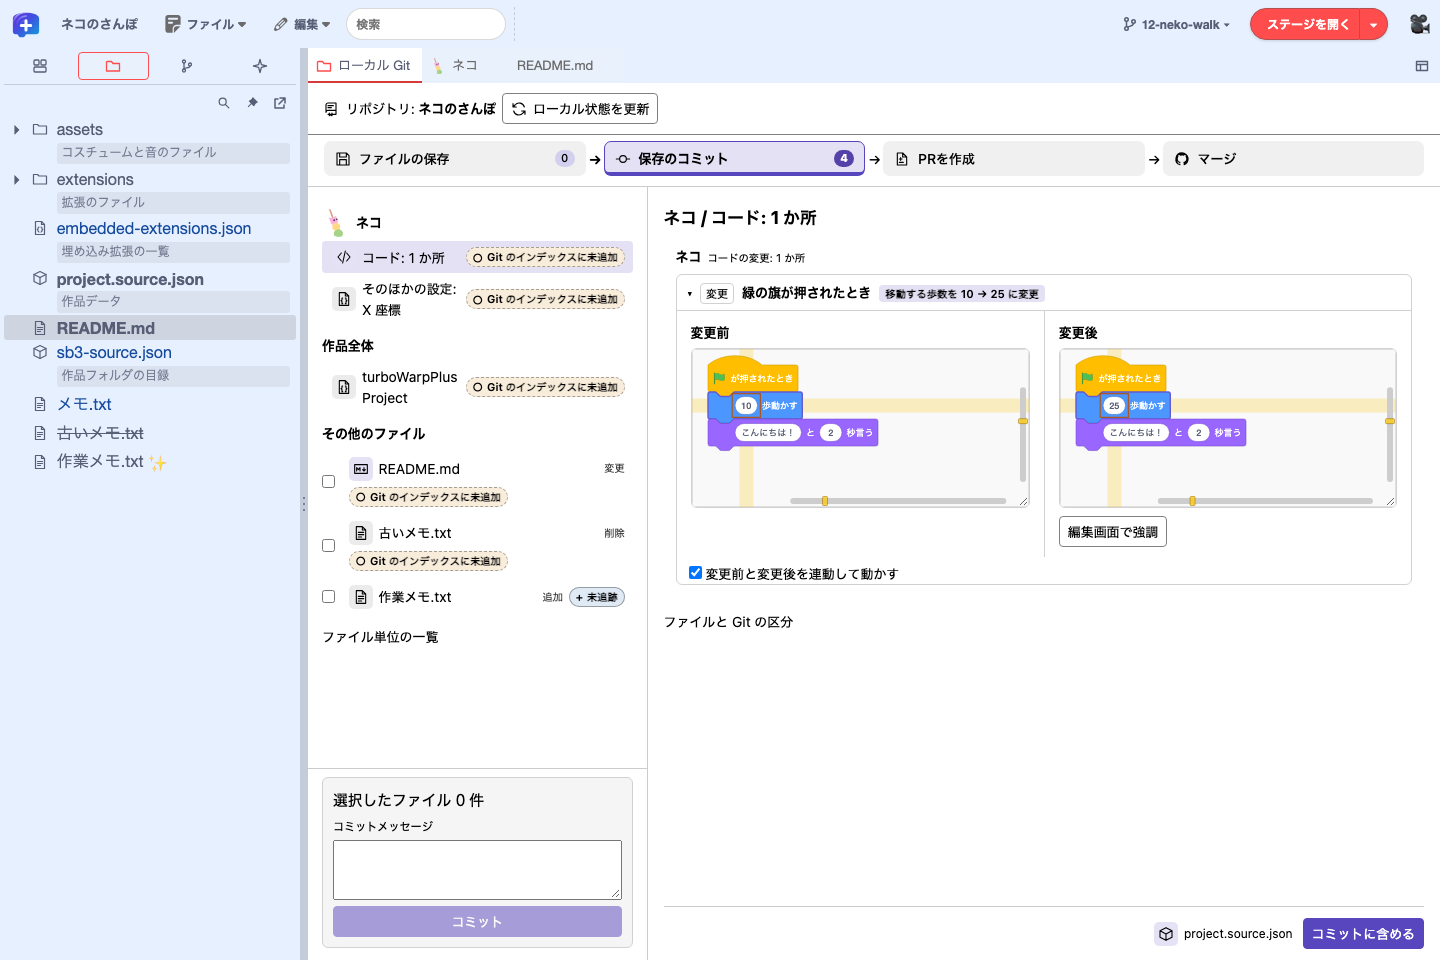 ネコのさんぽ
ファイル
編集
検索
12-neko-walk
ステージを開く
ローカル Git
ネコ
README.md
リポジトリ: ネコのさんぽ
ローカル状態を更新
ファイルの保存 0
保存のコミット 4
PRを作成
マージ
assets
コスチュームと音のファイル
extensions
拡張のファイル
embedded-extensions.json
埋め込み拡張の一覧
project.source.json
作品データ
README.md
sb3-source.json
作品フォルダの目録
メモ.txt
古いメモ.txt
作業メモ.txt
ネコ
コード: 1 か所
Git のインデックスに未追加
そのほかの設定:
X 座標
Git のインデックスに未追加
作品全体
turboWarpPlus
Project
Git のインデックスに未追加
その他のファイル
README.md
変更
Git のインデックスに未追加
古いメモ.txt
削除
Git のインデックスに未追加
作業メモ.txt
追加
+ 未追跡
ファイル単位の一覧
選択したファイル 0 件
コミットメッセージ
コミット
ネコ / コード: 1 か所
ネコ コードの変更: 1 か所
変更 緑の旗が押されたとき 移動する歩数を 10 → 25 に変更
変更前
が押されたとき
10 歩動かす
こんにちは！ と 2 秒言う
変更後
が押されたとき
25 歩動かす
こんにちは！ と 2 秒言う
編集画面で強調
変更前と変更後を連動して動かす
ファイルと Git の区分
project.source.json
コミットに含める